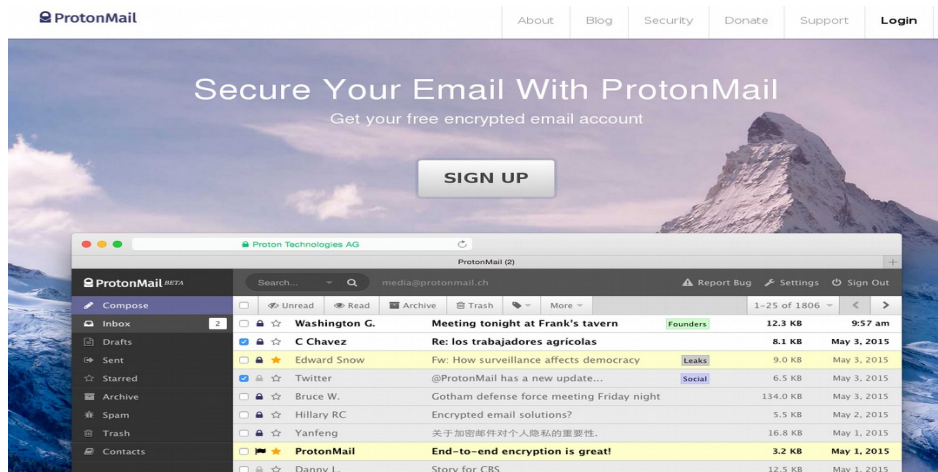 ProtonMail
About Blog Security Donate Support Login
Secure Your Email With ProtonMail
Get your free encrypted email account
SIGN UP
Proton Technologies AG
ProtonMail (2)
ProtonMail BETA Search... media@protonmail.ch Report Bug Settings Sign Out
Compose Unread Read Archive Trash More 1–25 of 1806
Inbox 2 Washington G. Meeting tonight at Frank's tavern Founders 12.3 KB 9:57 am
Drafts C Chavez Re: los trabajadores agrícolas 8.1 KB May 3, 2015
Sent Edward Snow Fw: How surveillance affects democracy Leaks 9.0 KB May 3, 2015
Starred Twitter @ProtonMail has a new update... Social 6.5 KB May 3, 2015
Archive Bruce W. Gotham defense force meeting Friday night 134.0 KB May 3, 2015
Spam Hillary RC Encrypted email solutions? 5.5 KB May 2, 2015
Trash Yanfeng 关于加密邮件对个人隐私的重要性. 16.8 KB May 1, 2015
Contacts ProtonMail End-to-end encryption is great! 3.2 KB May 1, 2015
Danny L. Story for CBS 12.5 KB May 1, 2015